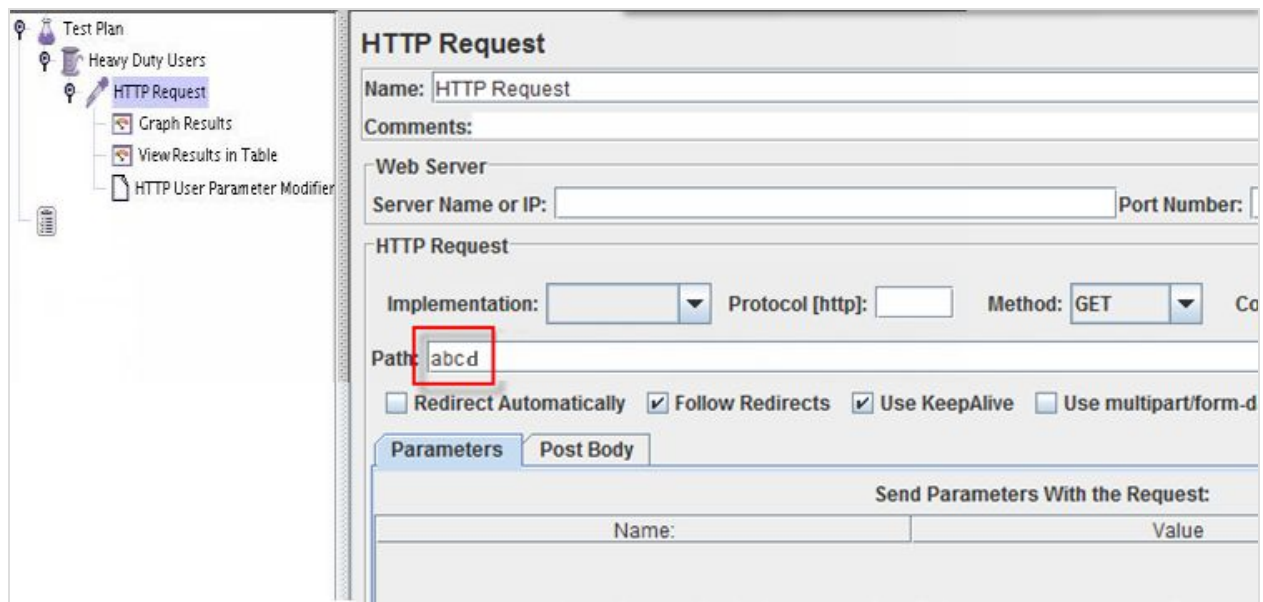 Test Plan
Heavy Duty Users
HTTP Request
Graph Results
View Results in Table
HTTP User Parameter Modifier
HTTP Request
Name: HTTP Request
Comments:
Web Server
Server Name or IP: Port Number:
HTTP Request
Implementation: Protocol [http]: Method: GET Co
Path: abcd
Redirect Automatically Follow Redirects Use KeepAlive Use multipart/form-d
Parameters Post Body
Send Parameters With the Request:
Name: Value